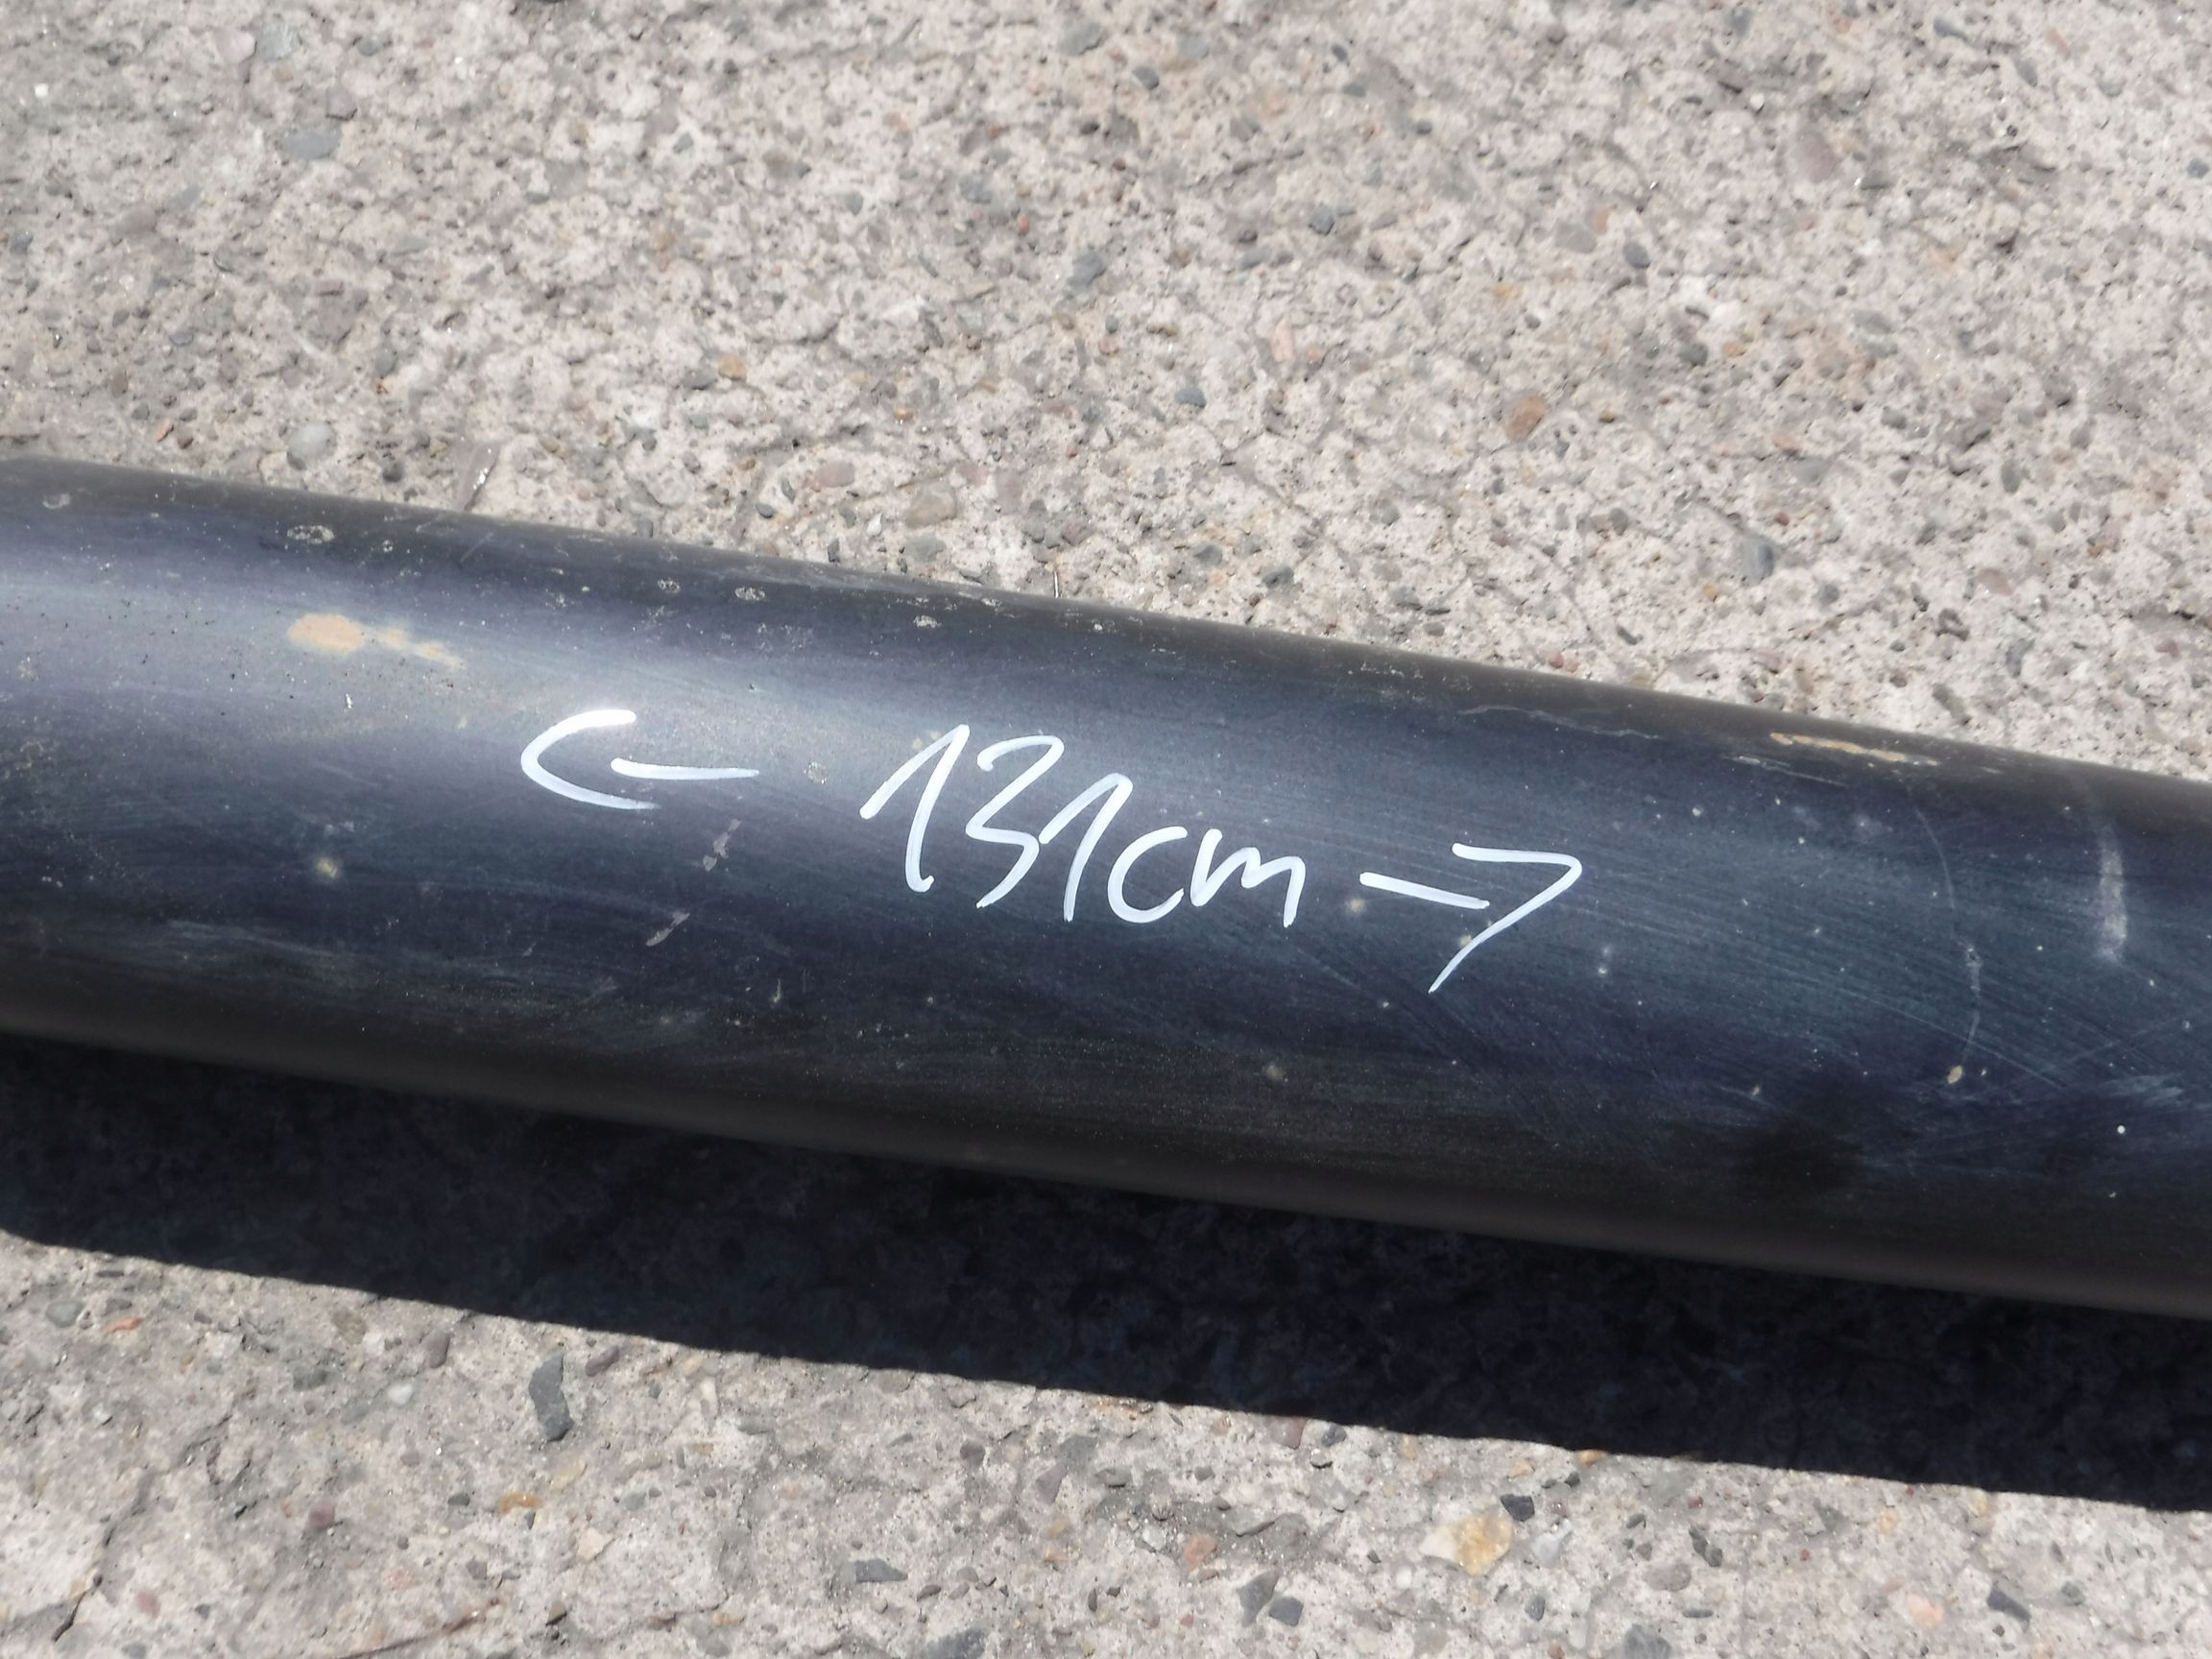 ← 131cm →